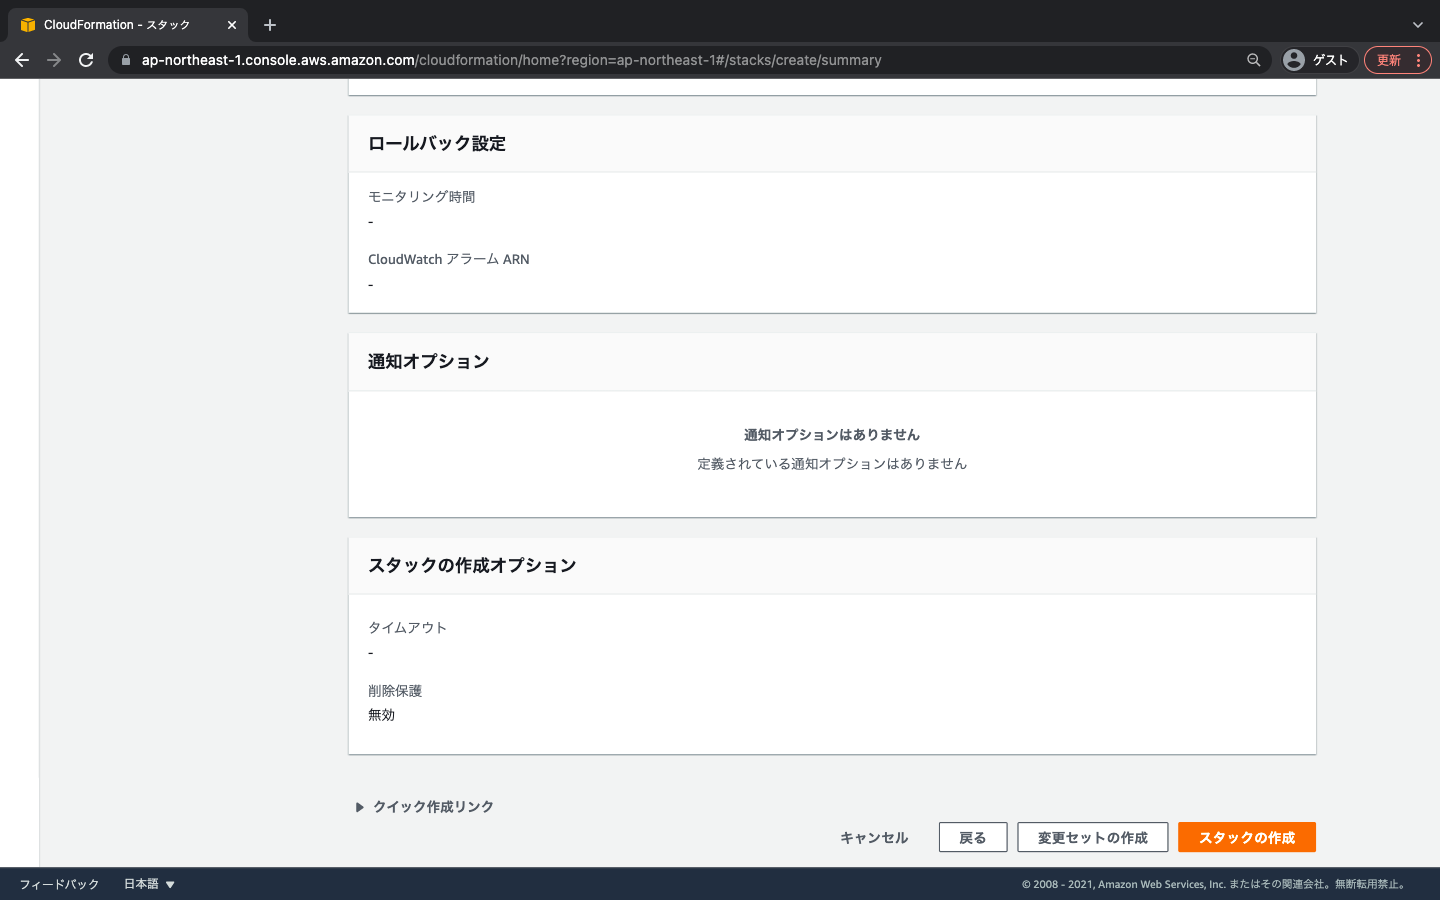 CloudFormation - スタック
ap-northeast-1.console.aws.amazon.com/cloudformation/home?region=ap-northeast-1#/stacks/create/summary
ゲスト
更新
ロールバック設定
モニタリング時間
-
CloudWatch アラーム ARN
-
通知オプション
通知オプションはありません
定義されている通知オプションはありません
スタックの作成オプション
タイムアウト
-
削除保護
無効
クイック作成リンク
キャンセル
戻る
変更セットの作成
スタックの作成
フィードバック
日本語
© 2008 - 2021, Amazon Web Services, Inc. またはその関連会社。無断転用禁止。